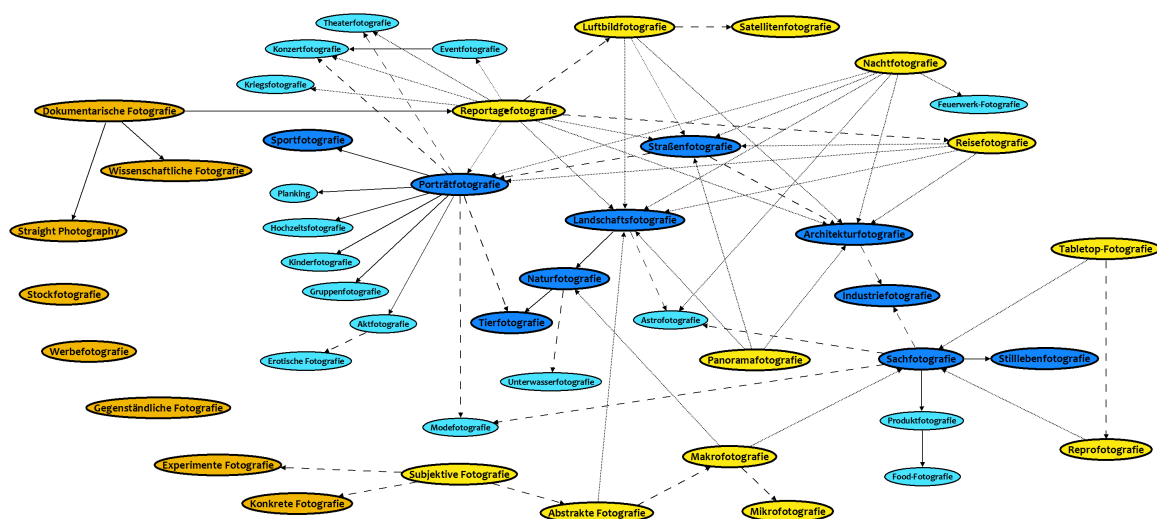 Theaterfotografie
Luftbildfotografie
Satellitenfotografie
Konzertfotografie
Eventfotografie
Nachtfotografie
Kriegsfotografie
Feuerwerk-Fotografie
Dokumentarische Fotografie
Reportagefotografie
Sportfotografie
Straßenfotografie
Reisefotografie
Wissenschaftliche Fotografie
Porträtfotografie
Planking
Straight Photography
Hochzeitsfotografie
Landschaftsfotografie
Architekturfotografie
Tabletop-Fotografie
Kinderfotografie
Naturfotografie
Stockfotografie
Gruppenfotografie
Industriefotografie
Aktfotografie
Tierfotografie
Astrofotografie
Werbefotografie
Erotische Fotografie
Panoramafotografie
Sachfotografie
Stilllebenfotografie
Unterwasserfotografie
Gegenständliche Fotografie
Modefotografie
Produktfotografie
Makrofotografie
Reprofotografie
Experimente Fotografie
Subjektive Fotografie
Food-Fotografie
Konkrete Fotografie
Abstrakte Fotografie
Mikrofotografie